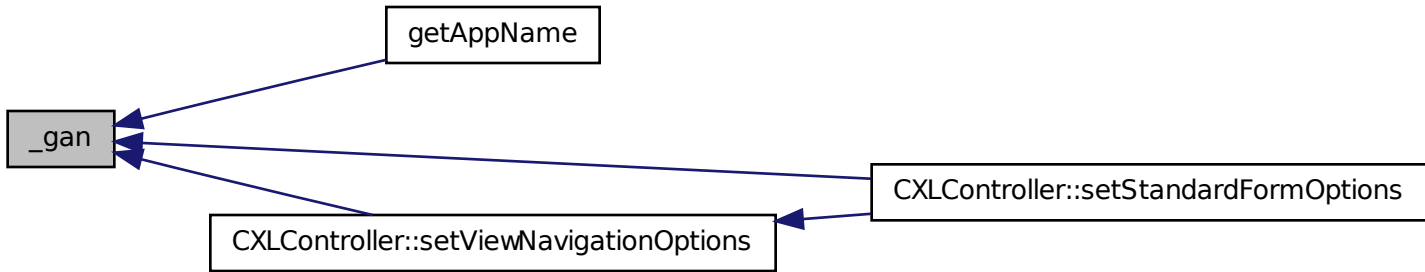 getAppName
_gan
CXLController::setStandardFormOptions
CXLController::setViewNavigationOptions